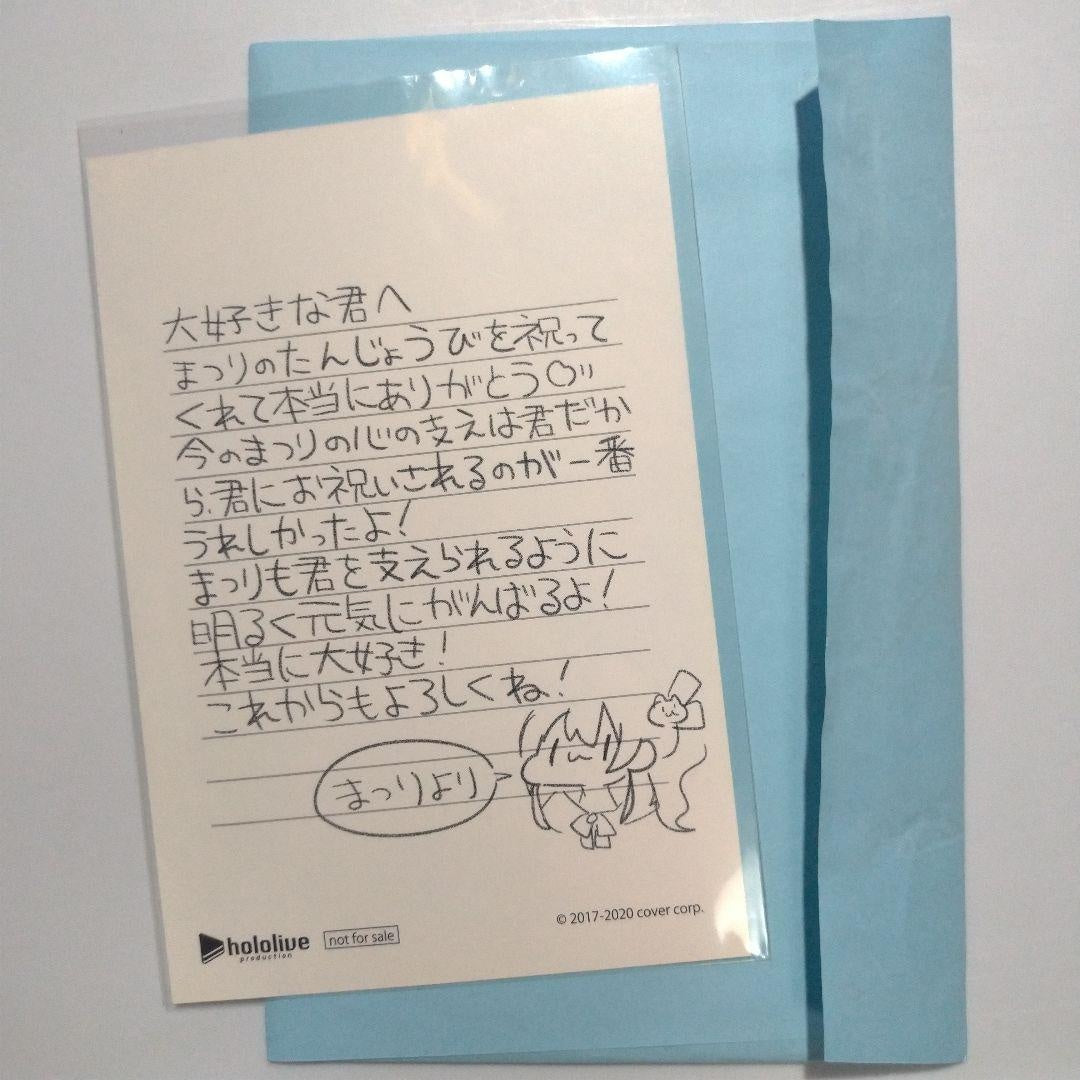 大好きな君へ
まつりのたんじょうびを祝って
くれて本当にありがとう♡!!
今のまつりの心の支えは君だか
ら、君にお祝いされるのが一番
うれしかったよ!
まつりも君を支えられるように
明るく元気にがんばるよ!
本当に大好き!
これからもよろしくね!
まつりより
© 2017-2020 cover corp.
hololive
production
not for sale